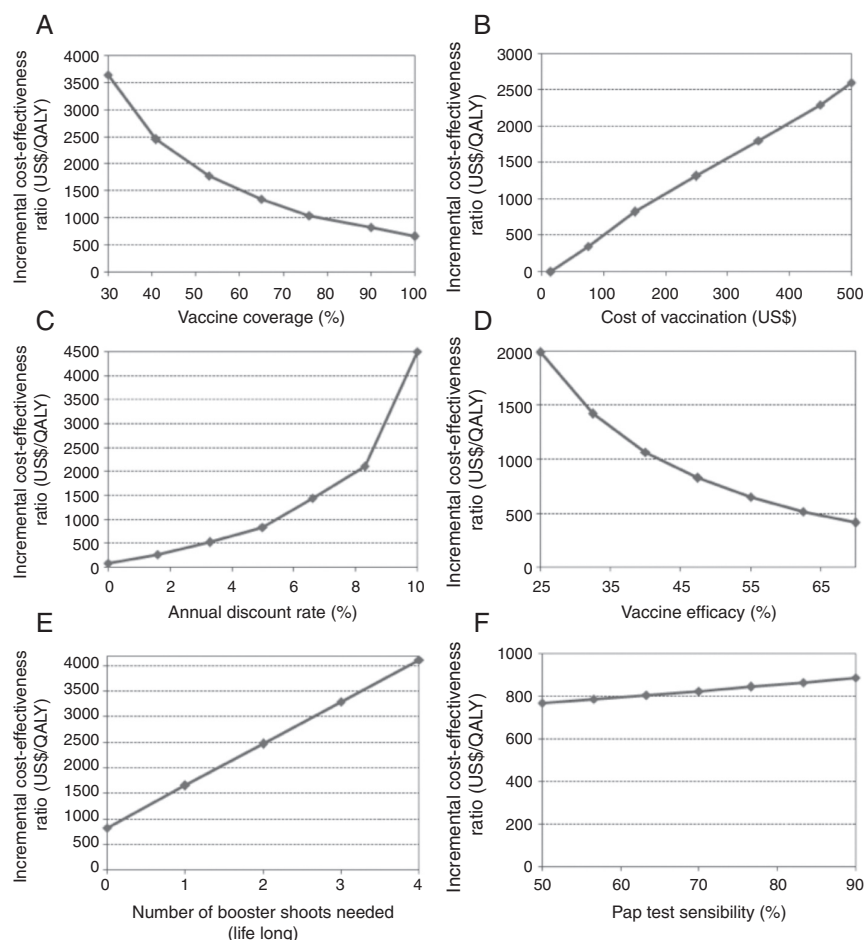 A
Incremental cost-effectiveness
ratio (US$/QALY)
4000
3500
3000
2500
2000
1500
1000
500
0
30 40 50 60 70 80 90 100
Vaccine coverage (%)
B
Incremental cost-effectiveness
ratio (US$/QALY)
3000
2500
2000
1500
1000
500
0
0 100 200 300 400 500
Cost of vaccination (US$)
C
Incremental cost-effectiveness
ratio (US$/QALY)
4500
4000
3500
3000
2500
2000
1500
1000
500
0
0 2 4 6 8 10
Annual discount rate (%)
D
Incremental cost-effectiveness
ratio (US$/QALY)
2000
1500
1000
500
0
25 35 45 55 65
Vaccine efficacy (%)
E
Incremental cost-effectiveness
ratio (US$/QALY)
4000
3500
3000
2500
2000
1500
1000
500
0
0 1 2 3 4
Number of booster shoots needed
(life long)
F
Incremental cost-effectiveness
ratio (US$/QALY)
1000
800
600
400
200
0
50 60 70 80 90
Pap test sensibility (%)